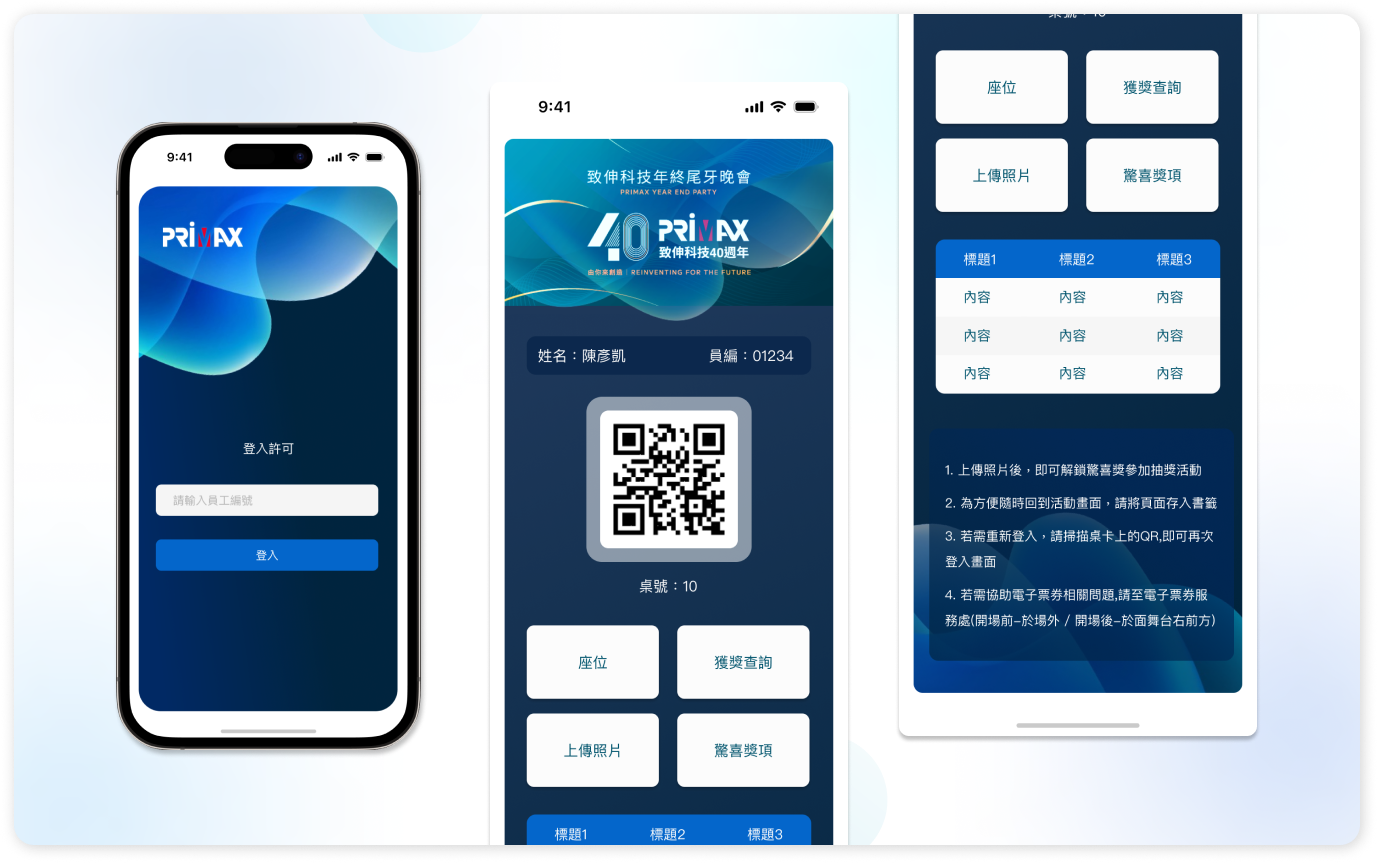 9:41
PRIMAX
登入許可
請輸入員工編號
登入
9:41
致伸科技年終尾牙晚會
PRIMAX YEAR END PARTY
40 PRIMAX
致伸科技40週年
由你來創造 | REINVENTING FOR THE FUTURE
姓名：陳彥凱 員編：01234
桌號：10
座位 獲獎查詢
上傳照片 驚喜獎項
標題1 標題2 標題3
桌號：10
座位 獲獎查詢
上傳照片 驚喜獎項
標題1 標題2 標題3
內容 內容 內容
內容 內容 內容
內容 內容 內容
1. 上傳照片後，即可解鎖驚喜獎參加抽獎活動
2. 為方便隨時回到活動畫面，請將頁面存入書籤
3. 若需重新登入，請掃描桌卡上的QR,即可再次
登入畫面
4. 若需協助電子票券相關問題,請至電子票券服
務處(開場前–於場外 / 開場後–於面舞台右前方)